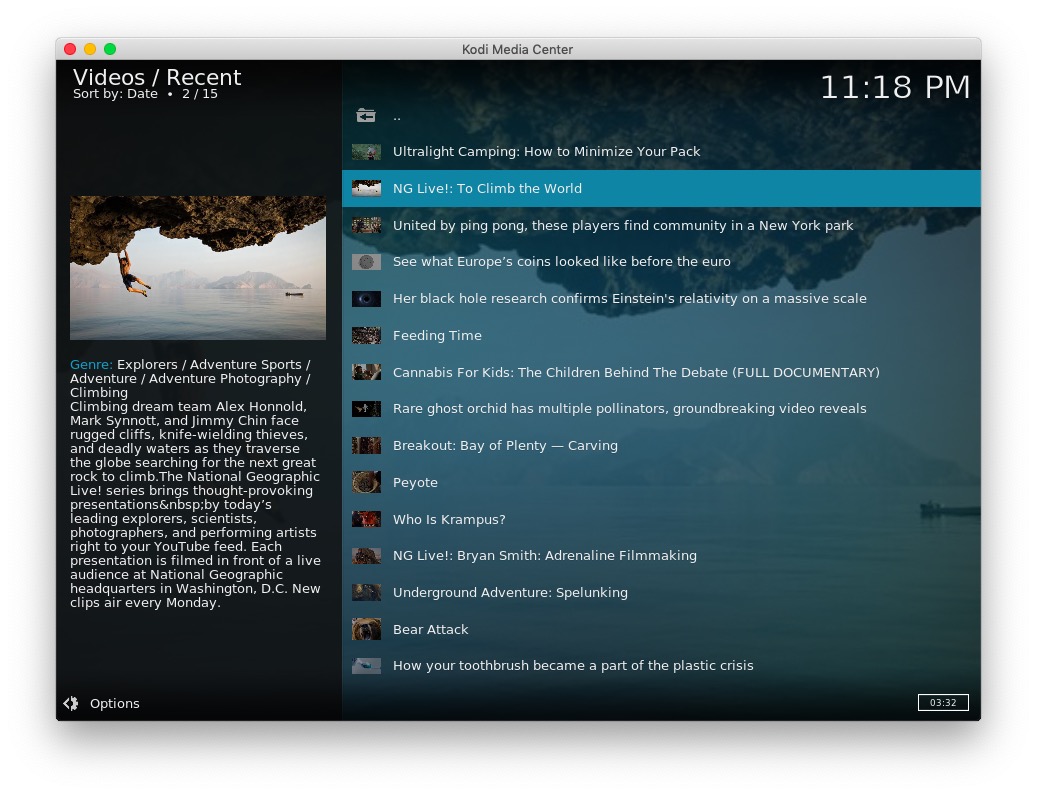 Kodi Media Center
Videos / Recent
Sort by: Date • 2 / 15
11:18 PM
..
Ultralight Camping: How to Minimize Your Pack
NG Live!: To Climb the World
United by ping pong, these players find community in a New York park
See what Europe’s coins looked like before the euro
Her black hole research confirms Einstein's relativity on a massive scale
Feeding Time
Cannabis For Kids: The Children Behind The Debate (FULL DOCUMENTARY)
Rare ghost orchid has multiple pollinators, groundbreaking video reveals
Breakout: Bay of Plenty — Carving
Peyote
Who Is Krampus?
NG Live!: Bryan Smith: Adrenaline Filmmaking
Underground Adventure: Spelunking
Bear Attack
How your toothbrush became a part of the plastic crisis
Genre: Explorers / Adventure Sports /
Adventure / Adventure Photography /
Climbing
Climbing dream team Alex Honnold,
Mark Synnott, and Jimmy Chin face
rugged cliffs, knife-wielding thieves,
and deadly waters as they traverse
the globe searching for the next great
rock to climb.The National Geographic
Live! series brings thought-provoking
presentations&nbsp;by today’s
leading explorers, scientists,
photographers, and performing artists
right to your YouTube feed. Each
presentation is filmed in front of a live
audience at National Geographic
headquarters in Washington, D.C. New
clips air every Monday.
Options
03:32